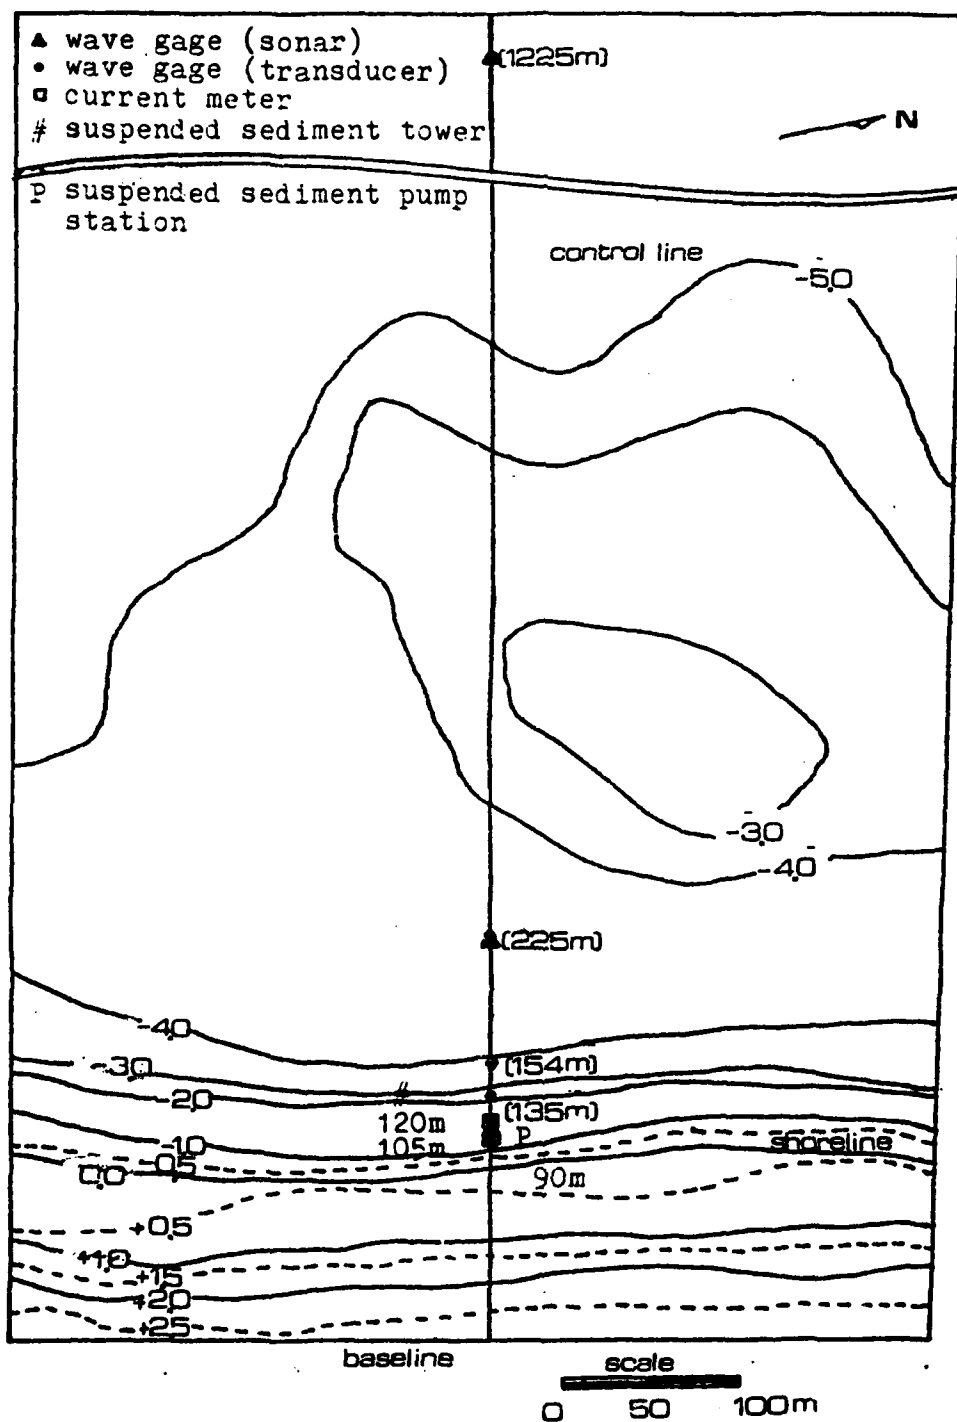 ▲ wave gage (sonar)
● wave gage (transducer)
◘ current meter
# suspended sediment tower
P suspended sediment pump
station
(1225m)
N
control line
-5.0
-3.0
-4.0
(225m)
-4.0
-3.0
(154m)
#
-2.0
(135m)
120m
P
-1.0
105m
shoreline
-0.5
0.0
90m
+0.5
+1.0
+1.5
+2.0
+2.5
baseline
scale
0 50 100m